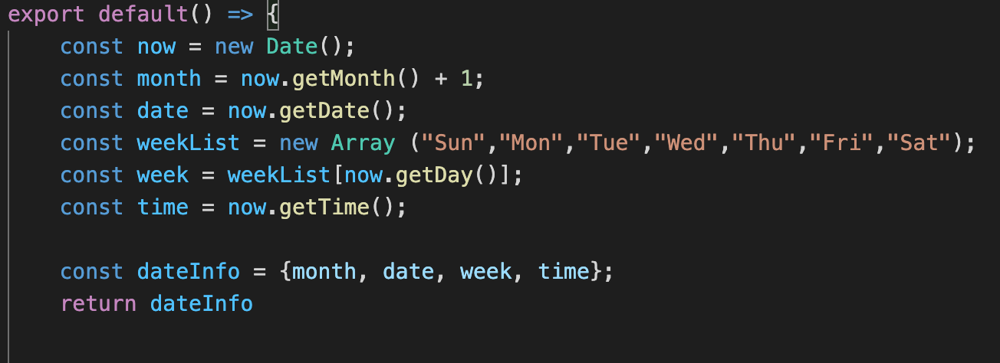 export default() => {
    const now = new Date();
    const month = now.getMonth() + 1;
    const date = now.getDate();
    const weekList = new Array ("Sun","Mon","Tue","Wed","Thu","Fri","Sat");
    const week = weekList[now.getDay()];
    const time = now.getTime();

    const dateInfo = {month, date, week, time};
    return dateInfo